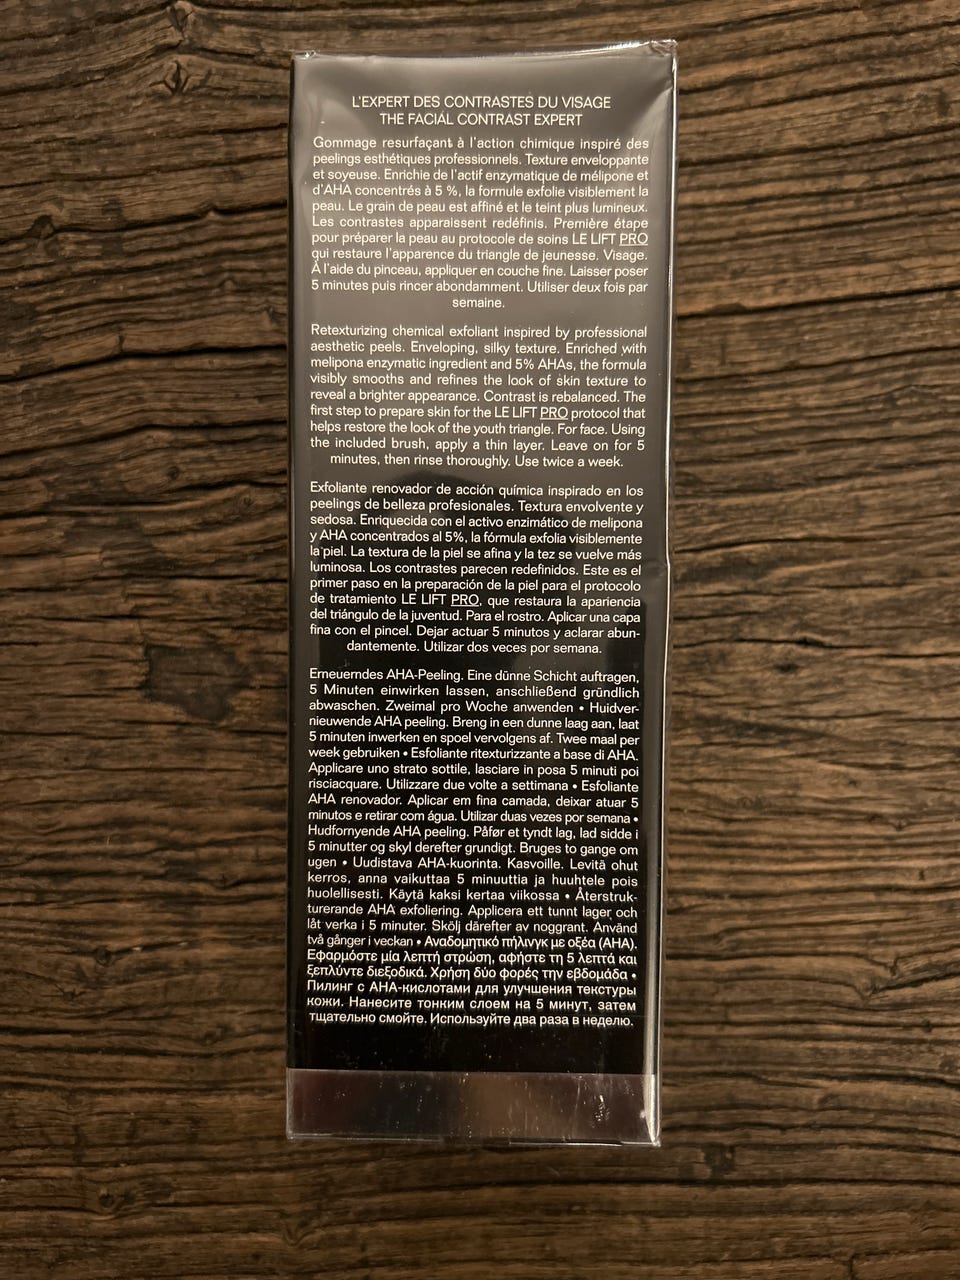 L'EXPERT DES CONTRASTES DU VISAGE
THE FACIAL CONTRAST EXPERT
Gommage resurfaçant à l'action chimique inspiré des
peelings esthétiques professionnels. Texture enveloppante
et soyeuse. Enrichie de l'actif enzymatique de mélipone et
d'AHA concentrés à 5 %, la formule exfolie visiblement la
peau. Le grain de peau est affiné et le teint plus lumineux.
Les contrastes apparaissent redéfinis. Première étape
pour préparer la peau au protocole de soins LE LIFT PRO
qui restaure l'apparence du triangle de jeunesse. Visage.
À l'aide du pinceau, appliquer en couche fine. Laisser poser
5 minutes puis rincer abondamment. Utiliser deux fois par
semaine.
Retexturizing chemical exfoliant inspired by professional
aesthetic peels. Enveloping, silky texture. Enriched with
melipona enzymatic ingredient and 5% AHAs, the formula
visibly smooths and refines the look of skin texture to
reveal a brighter appearance. Contrast is rebalanced. The
first step to prepare skin for the LE LIFT PRO protocol that
helps restore the look of the youth triangle. For face. Using
the included brush, apply a thin layer. Leave on for 5
minutes, then rinse thoroughly. Use twice a week.
Exfoliante renovador de acción química inspirado en los
peelings de belleza profesionales. Textura envolvente y
sedosa. Enriquecida con el activo enzimático de melipona
y AHA concentrados al 5%, la fórmula exfolia visiblemente
la piel. La textura de la piel se afina y la tez se vuelve más
luminosa. Los contrastes parecen redefinidos. Este es el
primer paso en la preparación de la piel para el protocolo
de tratamiento LE LIFT PRO, que restaura la apariencia
del triángulo de la juventud. Para el rostro. Aplicar una capa
fina con el pincel. Dejar actuar 5 minutos y aclarar abun-
dantemente. Utilizar dos veces por semana.
Erneuerndes AHA-Peeling. Eine dünne Schicht auftragen,
5 Minuten einwirken lassen, anschließend gründlich
abwaschen. Zweimal pro Woche anwenden • Huidver-
nieuwende AHA peeling. Breng in een dunne laag aan, laat
5 minuten inwerken en spoel vervolgens af. Twee maal per
week gebruiken • Esfoliante ritexturizzante a base di AHA.
Applicare uno strato sottile, lasciare in posa 5 minuti poi
risciacquare. Utilizzare due volte a settimana • Esfoliante
AHA renovador. Aplicar em fina camada, deixar atuar 5
minutos e retirar com água. Utilizar duas vezes por semana •
Hudfornyende AHA peeling. Påfør et tyndt lag, lad sidde i
5 minutter og skyl derefter grundigt. Bruges to gange om
ugen • Uudistava AHA-kuorinta. Kasvoille. Levitä ohut
kerros, anna vaikuttaa 5 minuuttia ja huuhtele pois
huolellisesti. Käytä kaksi kertaa viikossa • Återstruk-
turerande AHA exfoliering. Applicera ett tunnt lager och
låt verka i 5 minuter. Skölj därefter av noggrant. Använd
två gånger i veckan • Αναδομητικό πήλινγκ με οξέα (AHA).
Εφαρμόστε μία λεπτή στρώση, αφήστε τη 5 λεπτά και
ξεπλύντε διεξοδικά. Χρήση δύο φορές την εβδομάδα •
Пилинг с АНА-кислотами для улучшения текстуры
кожи. Нанесите тонким слоем на 5 минут, затем
тщательно смойте. Используйте два раза в неделю.